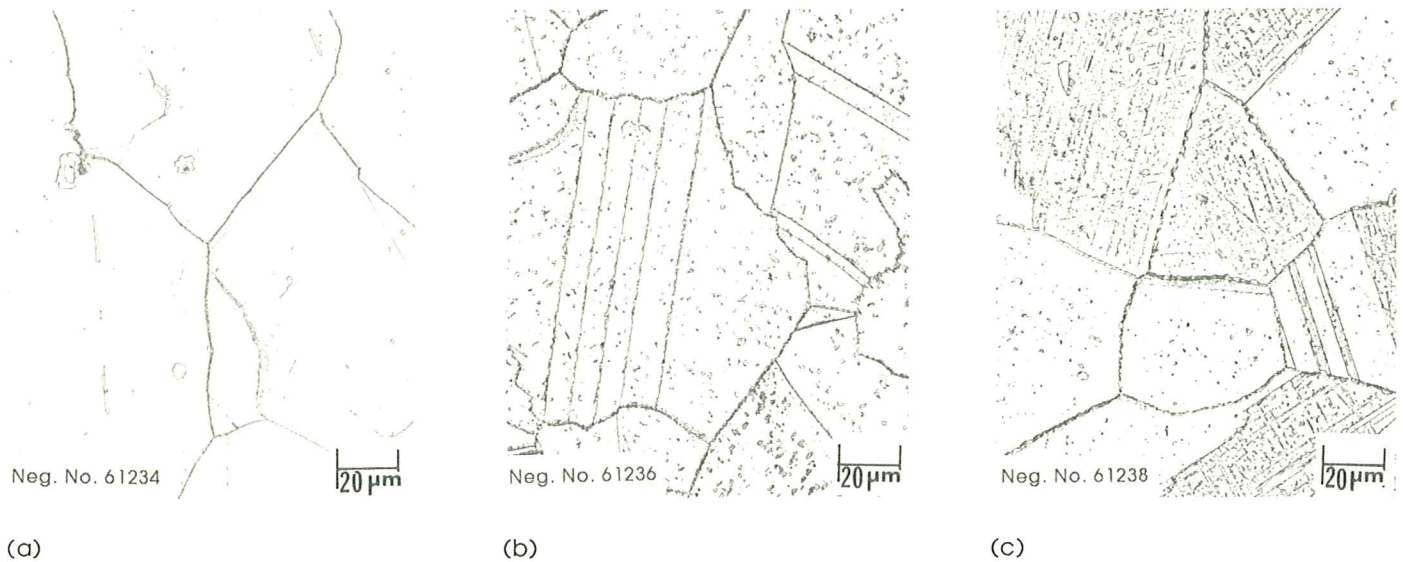 Neg. No. 61234
20 µm
Neg. No. 61236
20 µm
Neg. No. 61238
20 µm
(a)
(b)
(c)